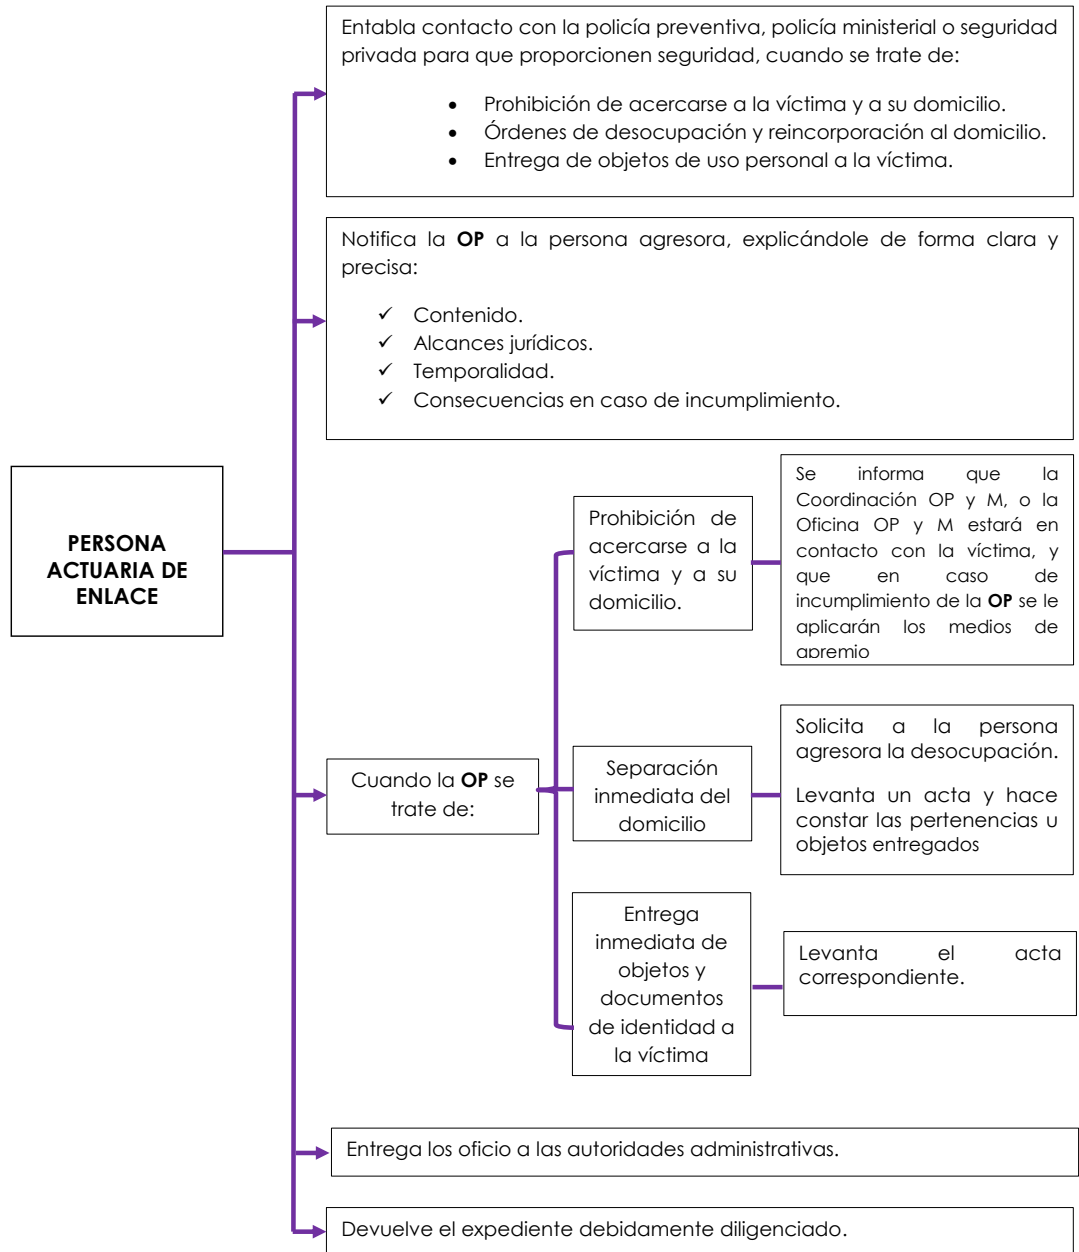 Entabla contacto con la policía preventiva, policía ministerial o seguridad
privada para que proporcionen seguridad, cuando se trate de:
• Prohibición de acercarse a la víctima y a su domicilio.
• Órdenes de desocupación y reincorporación al domicilio.
• Entrega de objetos de uso personal a la víctima.
Notifica la OP a la persona agresora, explicándole de forma clara y
precisa:
✓ Contenido.
✓ Alcances jurídicos.
✓ Temporalidad.
✓ Consecuencias en caso de incumplimiento.
PERSONA
ACTUARIA DE
ENLACE
Cuando la OP se
trate de:
Prohibición de
acercarse a la
víctima y a su
domicilio.
Se informa que la
Coordinación OP y M, o la
Oficina OP y M estará en
contacto con la víctima, y
que en caso de
incumplimiento de la OP se le
aplicarán los medios de
apremio
Separación
inmediata del
domicilio
Solicita a la persona
agresora la desocupación.
Levanta un acta y hace
constar las pertenencias u
objetos entregados
Entrega
inmediata de
objetos y
documentos
de identidad a
la víctima
Levanta el acta
correspondiente.
Entrega los oficio a las autoridades administrativas.
Devuelve el expediente debidamente diligenciado.